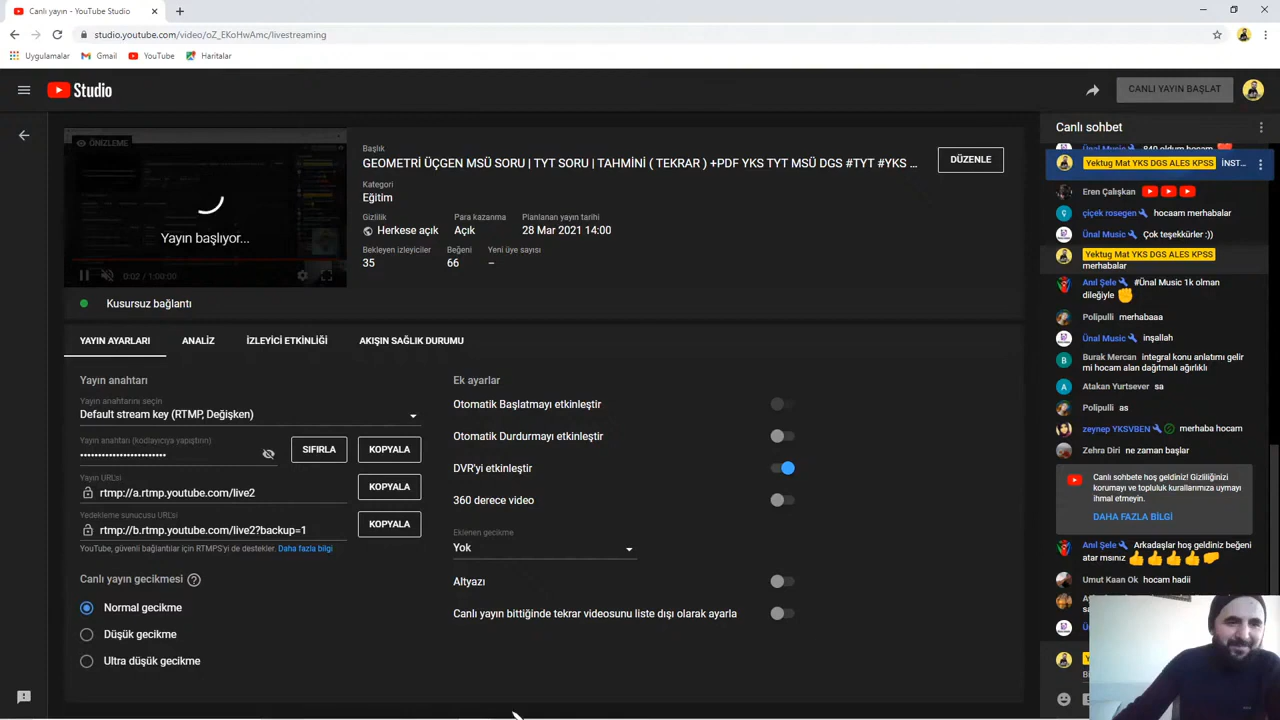 Canlı yayın - YouTube Studio
studio.youtube.com/video/oZ_EKoHwAmc/livestreaming
Uygulamalar
Gmail
YouTube
Haritalar
Studio
CANLI YAYIN BAŞLAT
ÖNİZLEME
Yayın başlıyor...
0:02 / 1:00:00
Başlık
GEOMETRİ ÜÇGEN MSÜ SORU | TYT SORU | TAHMİNİ ( TEKRAR ) +PDF YKS TYT MSÜ DGS #TYT #YKS ...
DÜZENLE
Kategori
Eğitim
Gizlilik
Para kazanma
Planlanan yayın tarihi
Herkese açık
Açık
28 Mar 2021 14:00
Bekleyen izleyiciler
Beğeni
Yeni üye sayısı
35
66
–
Kusursuz bağlantı
YAYIN AYARLARI
ANALİZ
İZLEYİCİ ETKİNLİĞİ
AKIŞIN SAĞLIK DURUMU
Yayın anahtarı
Yayın anahtarını seçin
Default stream key (RTMP, Değişken)
Yayın anahtarı (kodlayıcıya yapıştırın)
SIFIRLA
KOPYALA
Yayın URL'si
rtmp://a.rtmp.youtube.com/live2
KOPYALA
Yedekleme sunucusu URL'si
rtmp://b.rtmp.youtube.com/live2?backup=1
KOPYALA
YouTube, güvenli bağlantılar için RTMPS'yi de destekler. Daha fazla bilgi
Canlı yayın gecikmesi
Normal gecikme
Düşük gecikme
Ultra düşük gecikme
Ek ayarlar
Otomatik Başlatmayı etkinleştir
Otomatik Durdurmayı etkinleştir
DVR'yi etkinleştir
360 derece video
Eklenen gecikme
Yok
Altyazı
Canlı yayın bittiğinde tekrar videosunu liste dışı olarak ayarla
Canlı sohbet
Yektug Mat YKS DGS ALES KPSS İNST...
Eren Çalışkan
çiçek rosegen hocaam merhabalar
Ünal Music Çok teşekkürler :))
Yektug Mat YKS DGS ALES KPSS
merhabalar
Anıl Şele #Ünal Music 1k olman
dileğiyle
Polipulli merhabaaa
Ünal Music inşallah
Burak Mercan integral konu anlatımı gelir
mi hocam alan dağıtmalı ağırlıklı
Atakan Yurtsever sa
Polipulli as
zeynep YKSVBEN merhaba hocam
Zehra Diri ne zaman başlar
Canlı sohbete hoş geldiniz! Gizliliğinizi
korumayı ve topluluk kurallarımıza uymayı
ihmal etmeyin.
DAHA FAZLA BİLGİ
Anıl Şele Arkadaşlar hoş geldiniz beğeni
atar mısınız
Umut Kaan Ok hocam hadii